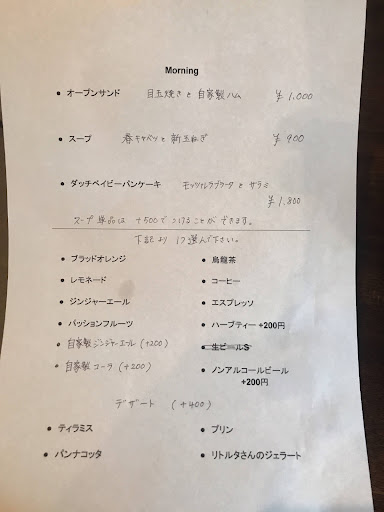 Morning
• オープンサンド 目玉焼きと自家製ハム ¥1,000
• スープ 春キャベツと新玉ねぎ ¥900
• ダッチベイビーパンケーキ モッツァレラブラータと サラミ
¥1,800
スープ単品は +500でつけることができます。
下記より1つ選んで下さい。
• ブラッドオレンジ
• レモネード
• ジンジャーエール
• パッションフルーツ
• 自家製ジンジャーエール (+200)
• 自家製コーラ (+200)
• 烏龍茶
• コーヒー
• エスプレッソ
• ハーブティー +200円
• 生ビールS
• ノンアルコールビール
+200円
デザート (+400)
• ティラミス
• パンナコッタ
• プリン
• リトルタさんのジェラート